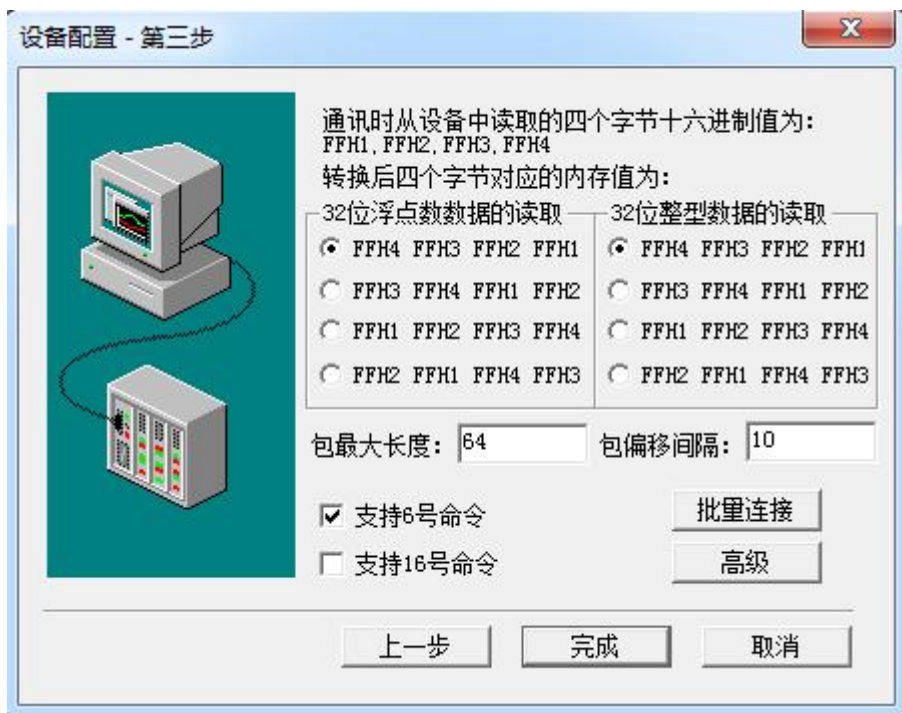 设备配置 - 第三步
通讯时从设备中读取的四个字节十六进制值为：
FFH1,FFH2,FFH3,FFH4
转换后四个字节对应的内存值为：
32位浮点数数据的读取
FFH4 FFH3 FFH2 FFH1
FFH3 FFH4 FFH1 FFH2
FFH1 FFH2 FFH3 FFH4
FFH2 FFH1 FFH4 FFH3
32位整型数据的读取
FFH4 FFH3 FFH2 FFH1
FFH3 FFH4 FFH1 FFH2
FFH1 FFH2 FFH3 FFH4
FFH2 FFH1 FFH4 FFH3
包最大长度： 64 包偏移间隔： 10
支持6号命令 批量连接
支持16号命令 高级
上一步 完成 取消